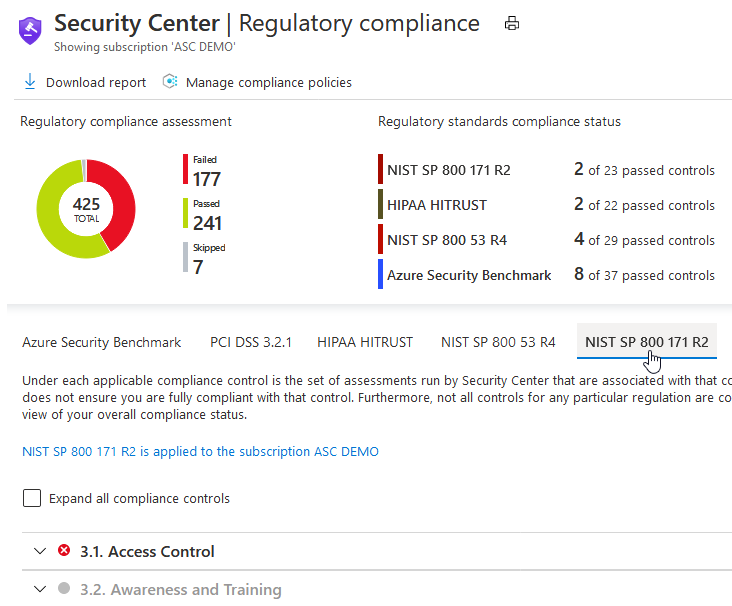 Security Center | Regulatory compliance
Showing subscription 'ASC DEMO'
Download report Manage compliance policies
Regulatory compliance assessment
425
TOTAL
Failed
177
Passed
241
Skipped
7
Regulatory standards compliance status
NIST SP 800 171 R2 2 of 23 passed controls
HIPAA HITRUST 2 of 22 passed controls
NIST SP 800 53 R4 4 of 29 passed controls
Azure Security Benchmark 8 of 37 passed controls
Azure Security Benchmark PCI DSS 3.2.1 HIPAA HITRUST NIST SP 800 53 R4 NIST SP 800 171 R2
Under each applicable compliance control is the set of assessments run by Security Center that are associated with that co
does not ensure you are fully compliant with that control. Furthermore, not all controls for any particular regulation are co
view of your overall compliance status.
NIST SP 800 171 R2 is applied to the subscription ASC DEMO
Expand all compliance controls
3.1. Access Control
3.2. Awareness and Training